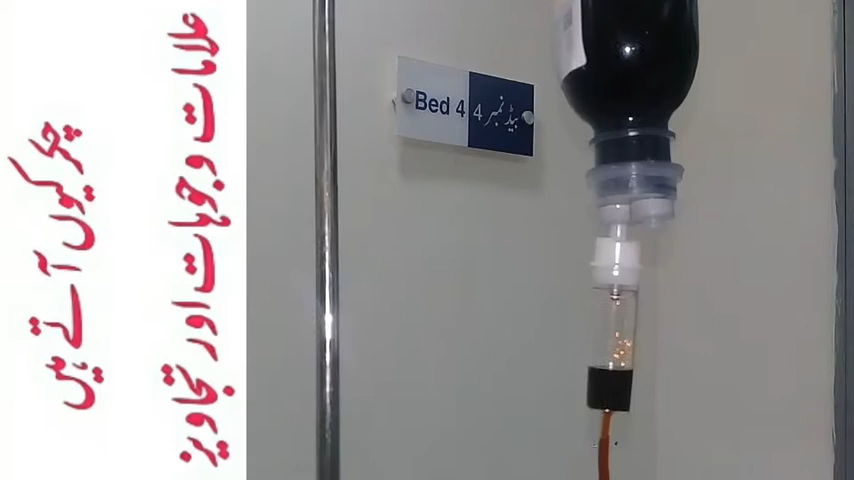 علامات وجوہات اور تجاویز
چکر کیوں آتے ہیں
Bed 4
بیڈ نمبر 4